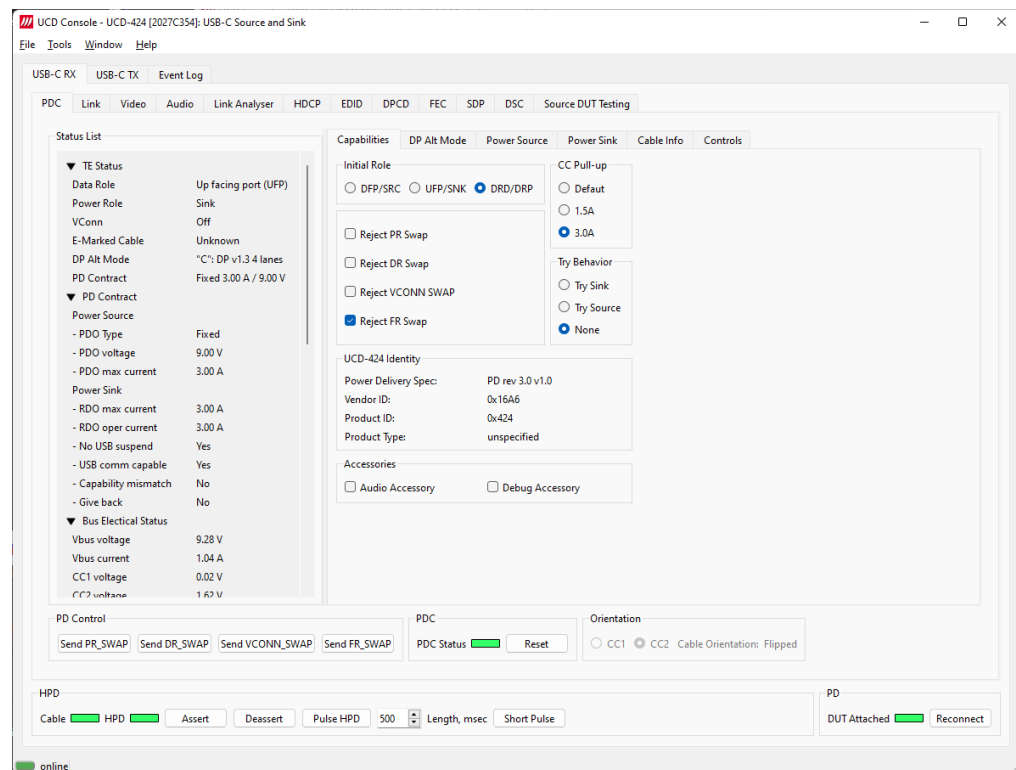 UCD Console - UCD-424 [2027C354]: USB-C Source and Sink
File Tools Window Help
USB-C RX USB-C TX Event Log
PDC Link Video Audio Link Analyser HDCP EDID DPCD FEC SDP DSC Source DUT Testing
Status List
TE Status
Data Role Up facing port (UFP)
Power Role Sink
VConn Off
E-Marked Cable Unknown
DP Alt Mode "C": DP v1.3 4 lanes
PD Contract Fixed 3.00 A / 9.00 V
PD Contract
Power Source
- PDO Type Fixed
- PDO voltage 9.00 V
- PDO max current 3.00 A
Power Sink
- RDO max current 3.00 A
- RDO oper current 3.00 A
- No USB suspend Yes
- USB comm capable Yes
- Capability mismatch No
- Give back No
Bus Electical Status
Vbus voltage 9.28 V
Vbus current 1.04 A
CC1 voltage 0.02 V
CC2 voltage 1.62 V
Capabilities DP Alt Mode Power Source Power Sink Cable Info Controls
Initial Role
DFP/SRC UFP/SNK DRD/DRP
Reject PR Swap
Reject DR Swap
Reject VCONN SWAP
Reject FR Swap
CC Pull-up
Defaut
1.5A
3.0A
Try Behavior
Try Sink
Try Source
None
UCD-424 Identity
Power Delivery Spec: PD rev 3.0 v1.0
Vendor ID: 0x16A6
Product ID: 0x424
Product Type: unspecified
Accessories
Audio Accessory Debug Accessory
PD Control
Send PR_SWAP Send DR_SWAP Send VCONN_SWAP Send FR_SWAP
PDC
PDC Status Reset
Orientation
CC1 CC2 Cable Orientation: Flipped
HPD
Cable HPD Assert Deassert Pulse HPD 500 Length, msec Short Pulse
PD
DUT Attached Reconnect
online